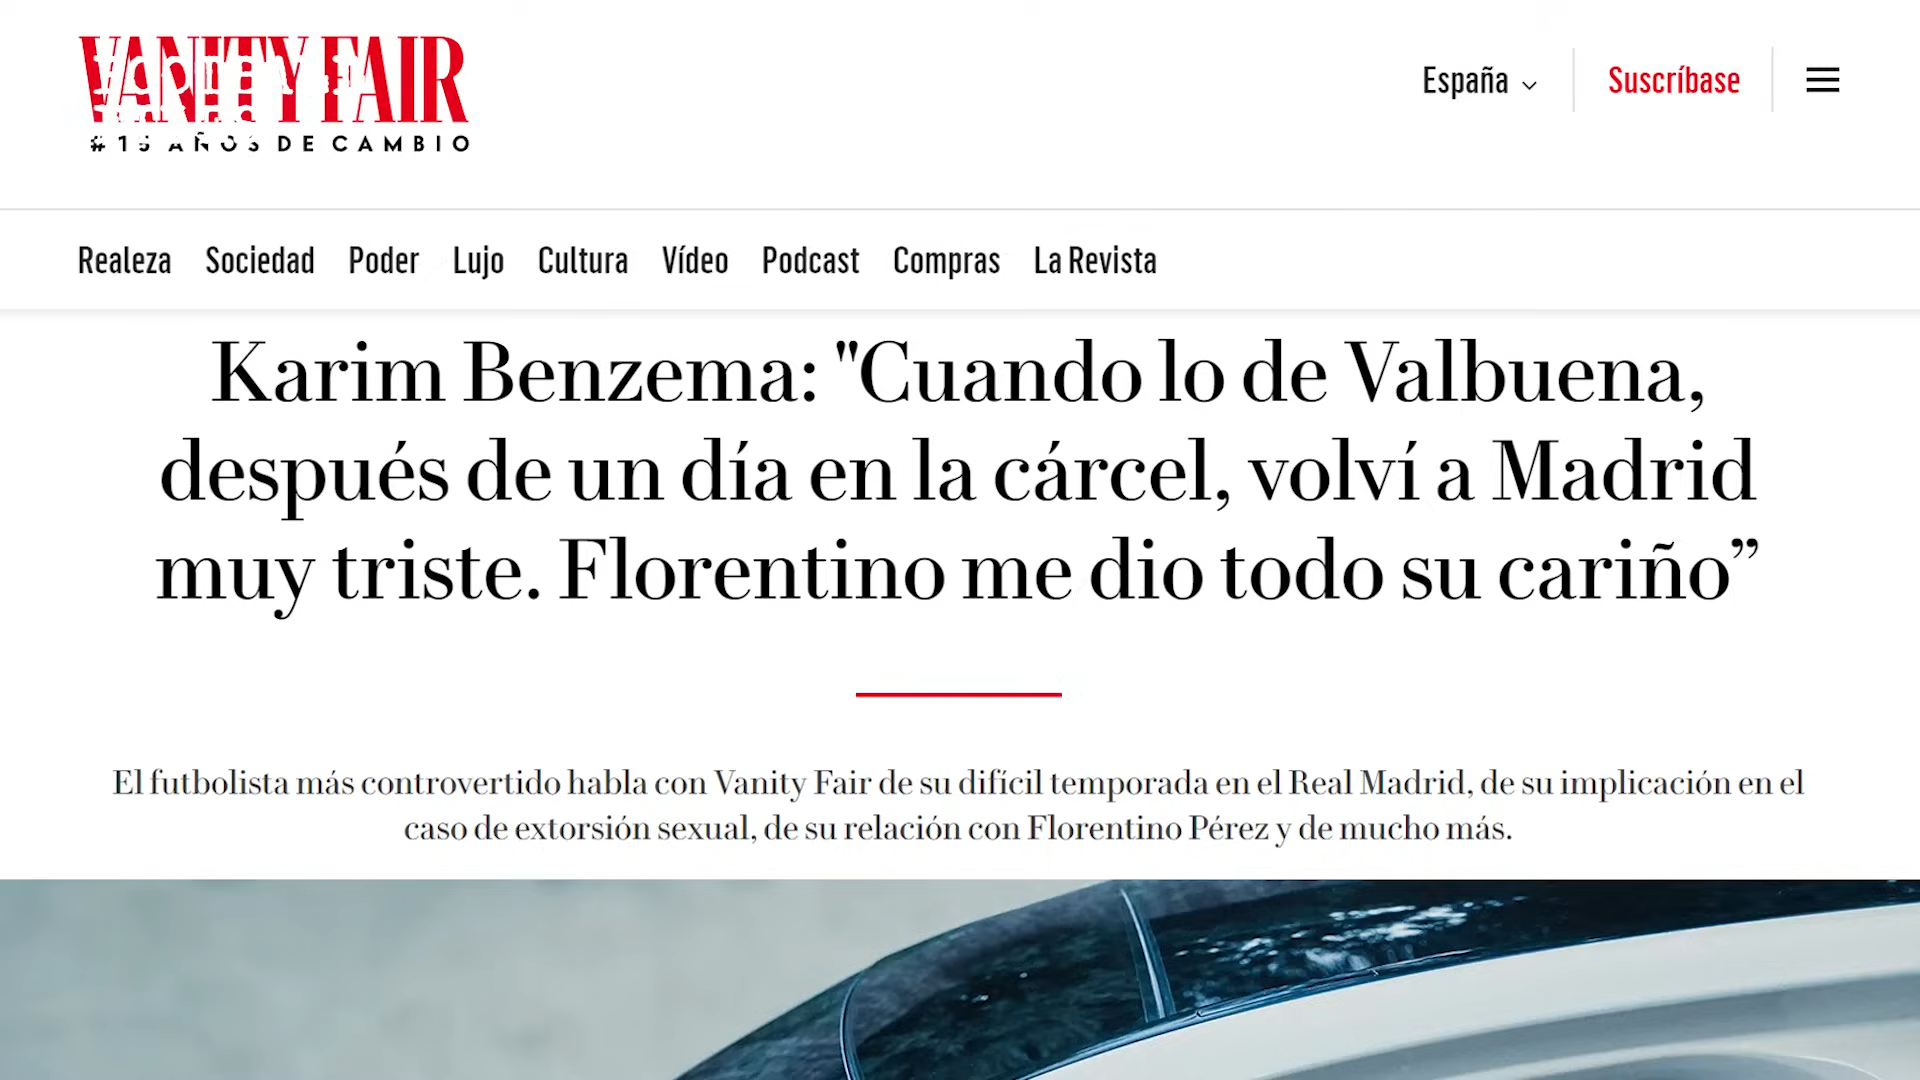 VANITY FAIR
#15 AÑOS DE CAMBIO
España
Suscríbase
Realeza Sociedad Poder Lujo Cultura Vídeo Podcast Compras La Revista
Karim Benzema: "Cuando lo de Valbuena,
después de un día en la cárcel, volví a Madrid
muy triste. Florentino me dio todo su cariño”
El futbolista más controvertido habla con Vanity Fair de su difícil temporada en el Real Madrid, de su implicación en el
caso de extorsión sexual, de su relación con Florentino Pérez y de mucho más.